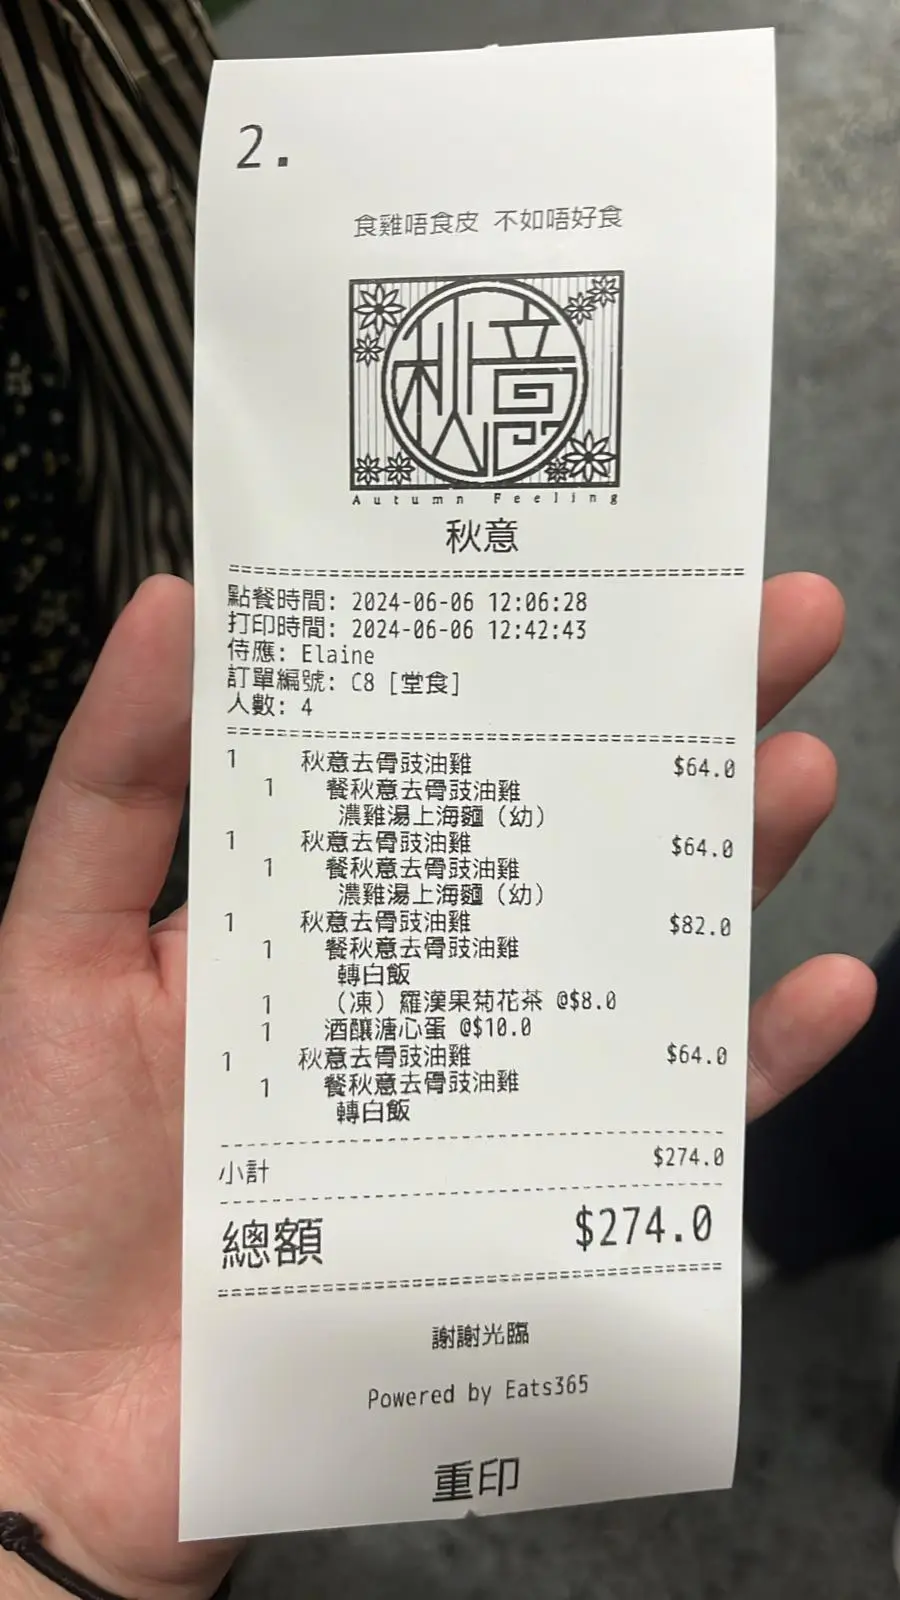 2.
食雞唔食皮 不如唔好食
秋意
Autumn Feeling
秋意
================================================
點餐時間: 2024-06-06 12:06:28
打印時間: 2024-06-06 12:42:43
侍應: Elaine
訂單編號: C8 [堂食]
人數: 4
================================================
1 秋意去骨豉油雞 $64.0
1 餐秋意去骨豉油雞
濃雞湯上海麵（幼）
1 秋意去骨豉油雞 $64.0
1 餐秋意去骨豉油雞
濃雞湯上海麵（幼）
1 秋意去骨豉油雞 $82.0
1 餐秋意去骨豉油雞
轉白飯
1 （凍）羅漢果菊花茶 @$8.0
1 酒釀溏心蛋 @$10.0
1 秋意去骨豉油雞 $64.0
1 餐秋意去骨豉油雞
轉白飯
------------------------------------------------
小計 $274.0
------------------------------------------------
總額 $274.0
================================================
謝謝光臨
Powered by Eats365
重印